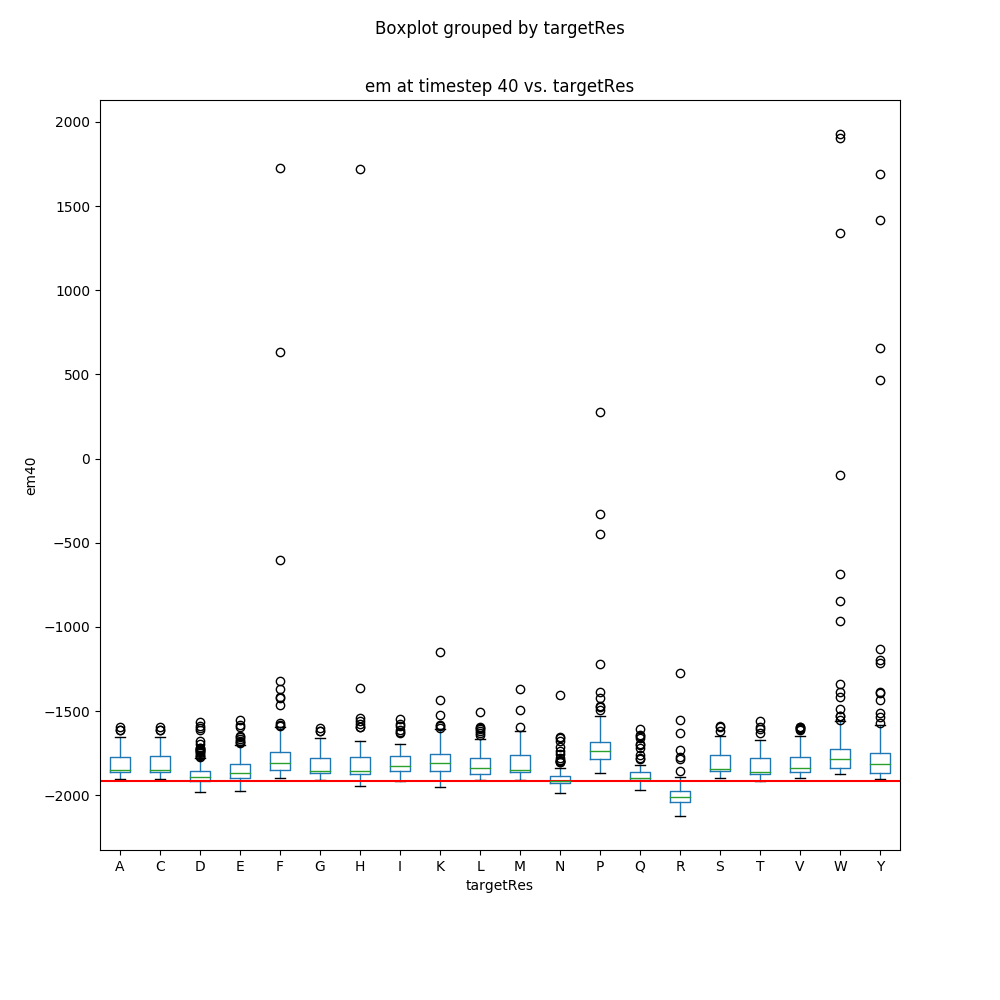 Boxplot grouped by targetRes
em at timestep 40 vs. targetRes
2000
1500
1000
500
0
−500
−1000
−1500
−2000
em40
A C D E F G H I K L M N P Q R S T V W Y
targetRes